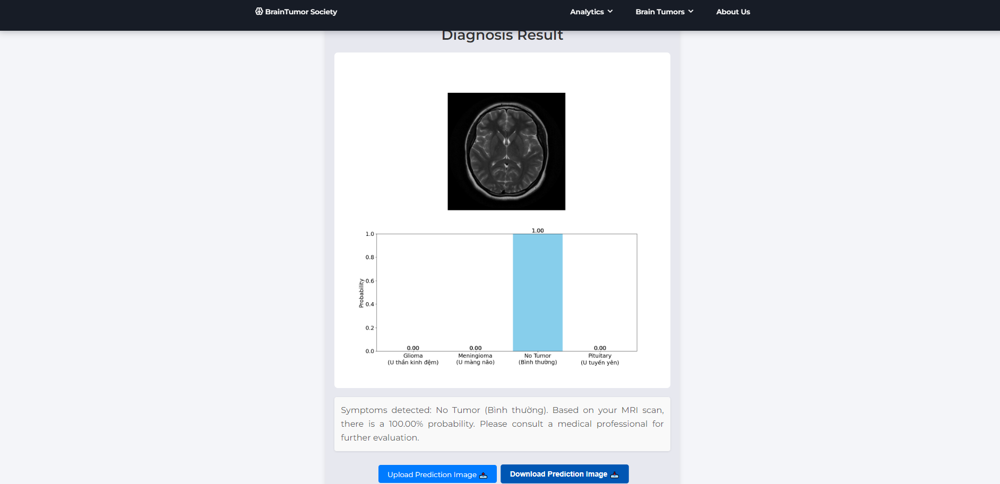 BrainTumor Society
Analytics
Brain Tumors
About Us
Diagnosis Result
1.00
1.0
0.8
0.6
0.4
0.2
0.0
Probability
0.00
0.00
0.00
Glioma
(U thần kinh đệm)
Meningioma
(U màng não)
No Tumor
(Bình thường)
Pituitary
(U tuyến yên)
Symptoms detected: No Tumor (Bình thường). Based on your MRI scan,
there is a 100.00% probability. Please consult a medical professional for
further evaluation.
Upload Prediction Image
Download Prediction Image